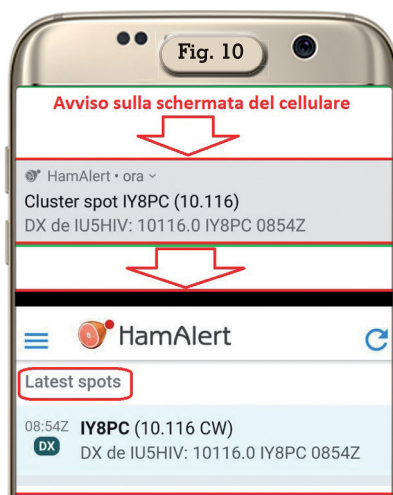 Fig. 10
Avviso sulla schermata del cellulare
HamAlert • ora
Cluster spot IY8PC (10.116)
DX de IU5HIV: 10116.0 IY8PC 0854Z
HamAlert
Latest spots
08:54Z IY8PC (10.116 CW)
DX DX de IU5HIV: 10116.0 IY8PC 0854Z